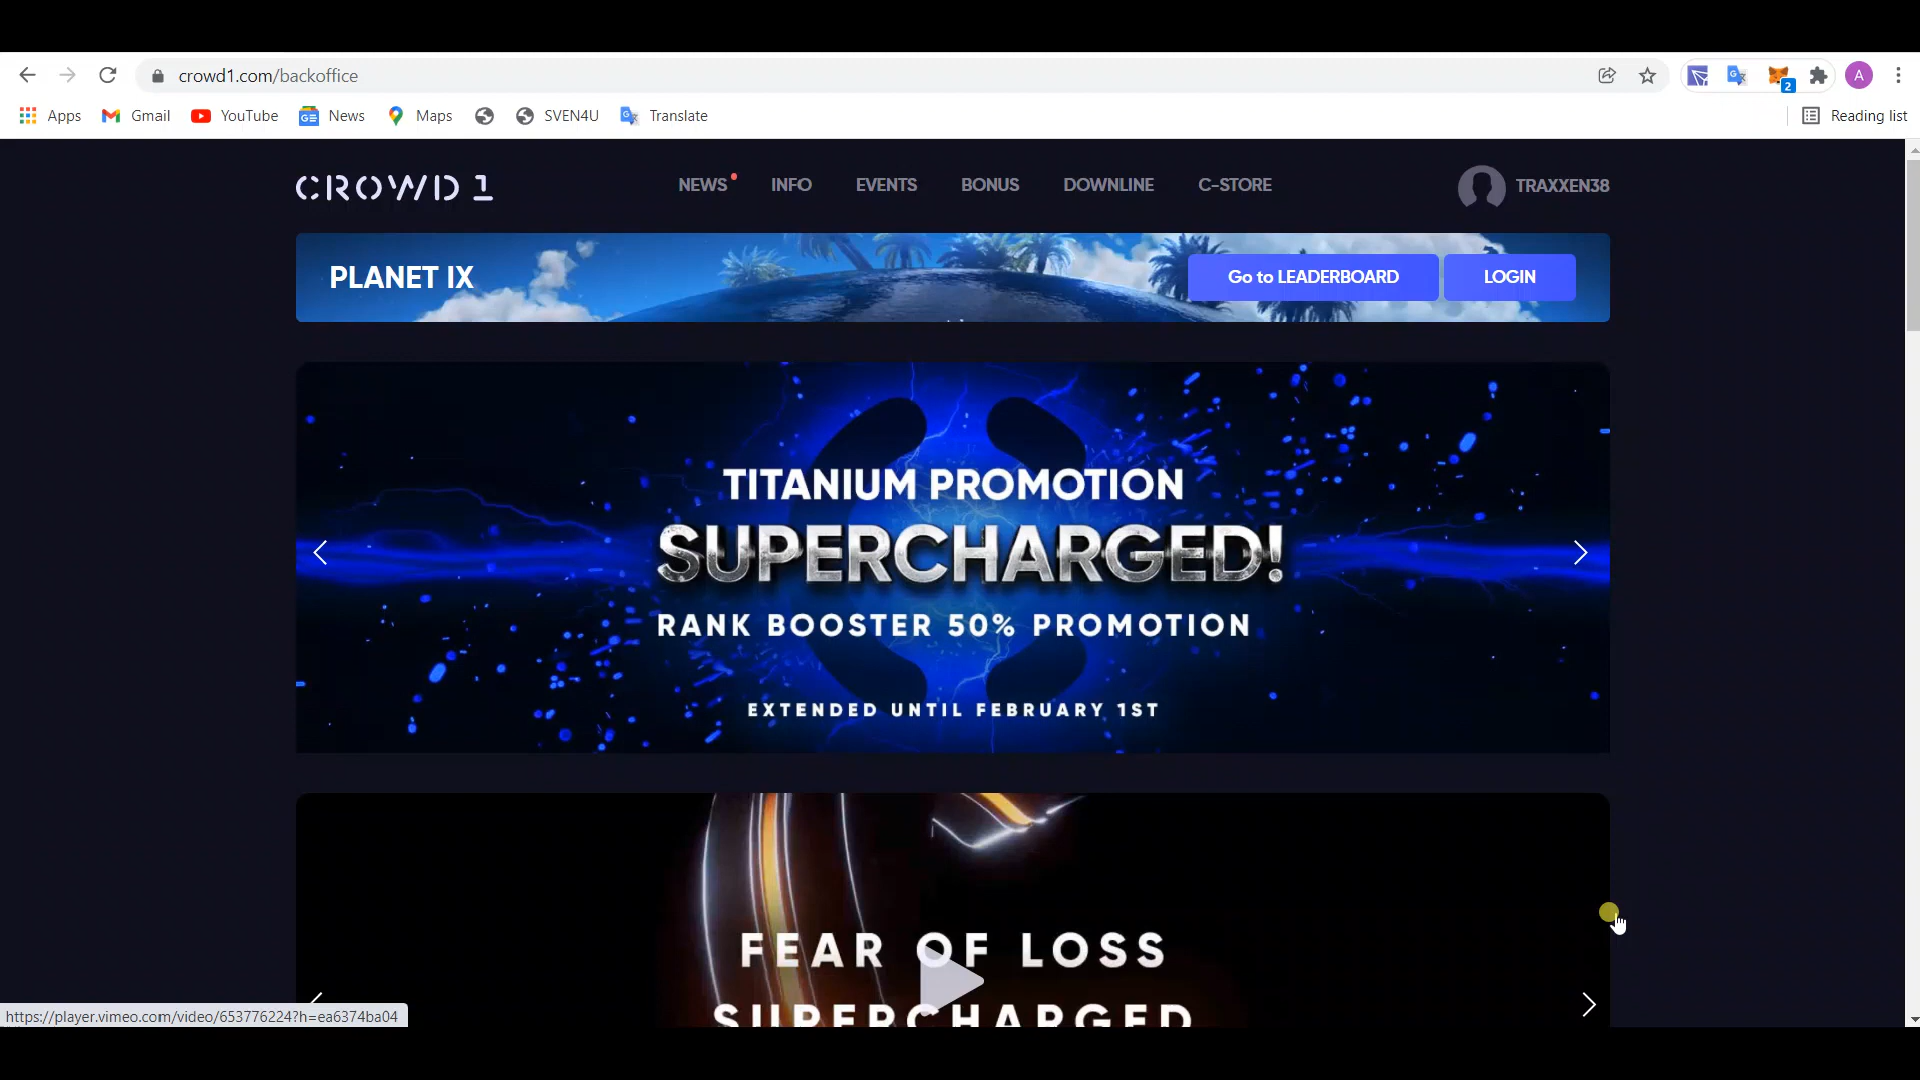 crowd1.com/backoffice
2
A
Apps
Gmail
YouTube
News
Maps
SVEN4U
Translate
Reading list
CROWD 1
NEWS
INFO
EVENTS
BONUS
DOWNLINE
C-STORE
TRAXXEN38
PLANET IX
Go to LEADERBOARD
LOGIN
TITANIUM PROMOTION
SUPERCHARGED!
RANK BOOSTER 50% PROMOTION
EXTENDED UNTIL FEBRUARY 1ST
FEAR OF LOSS
SUPERCHARGED
https://player.vimeo.com/video/653776224?h=ea6374ba04